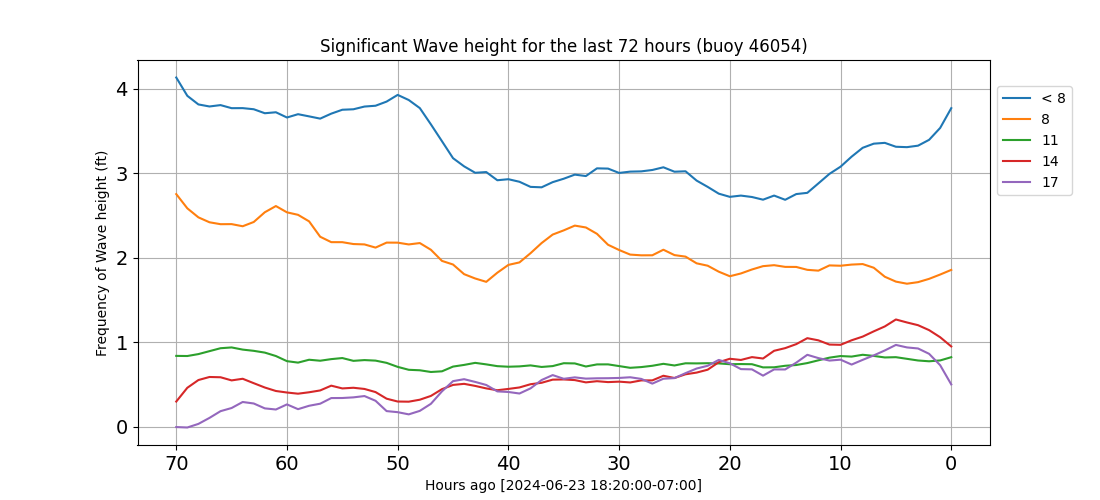 Significant Wave height for the last 72 hours (buoy 46054)
Frequency of Wave height (ft)
4
3
2
1
0
70 60 50 40 30 20 10 0
Hours ago [2024-06-23 18:20:00-07:00]
< 8
8
11
14
17